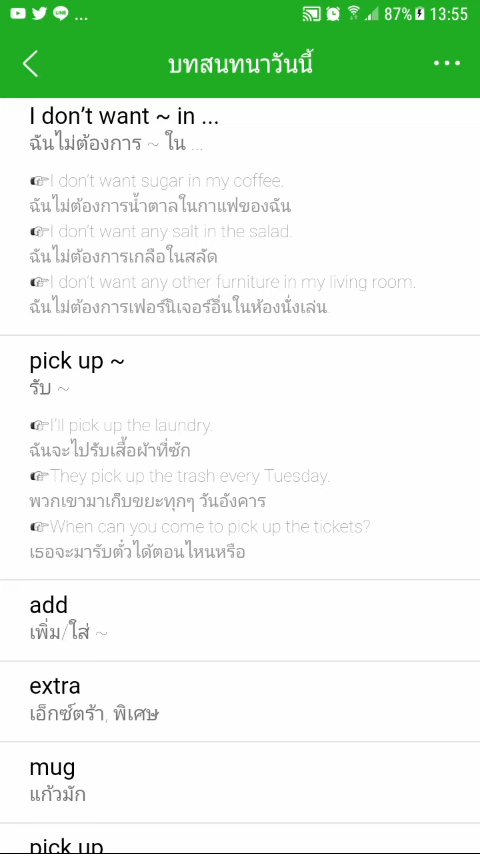 ... 87% 13:55
บทสนทนาวันนี้
I don't want ~ in ...
ฉันไม่ต้องการ ~ ใน ...
I don't want sugar in my coffee.
ฉันไม่ต้องการน้ำตาลในกาแฟของฉัน
I don't want any salt in the salad.
ฉันไม่ต้องการเกลือในสลัด
I don't want any other furniture in my living room.
ฉันไม่ต้องการเฟอร์นิเจอร์อื่นในห้องนั่งเล่น
pick up ~
รับ ~
I'll pick up the laundry.
ฉันจะไปรับเสื้อผ้าที่ซัก
They pick up the trash every Tuesday.
พวกเขามาเก็บขยะทุกๆ วันอังคาร
When can you come to pick up the tickets?
เธอจะมารับตั๋วได้ตอนไหนหรือ
add
เพิ่ม/ใส่ ~
extra
เอ็กซ์ตร้า, พิเศษ
mug
แก้วมัก
pick up